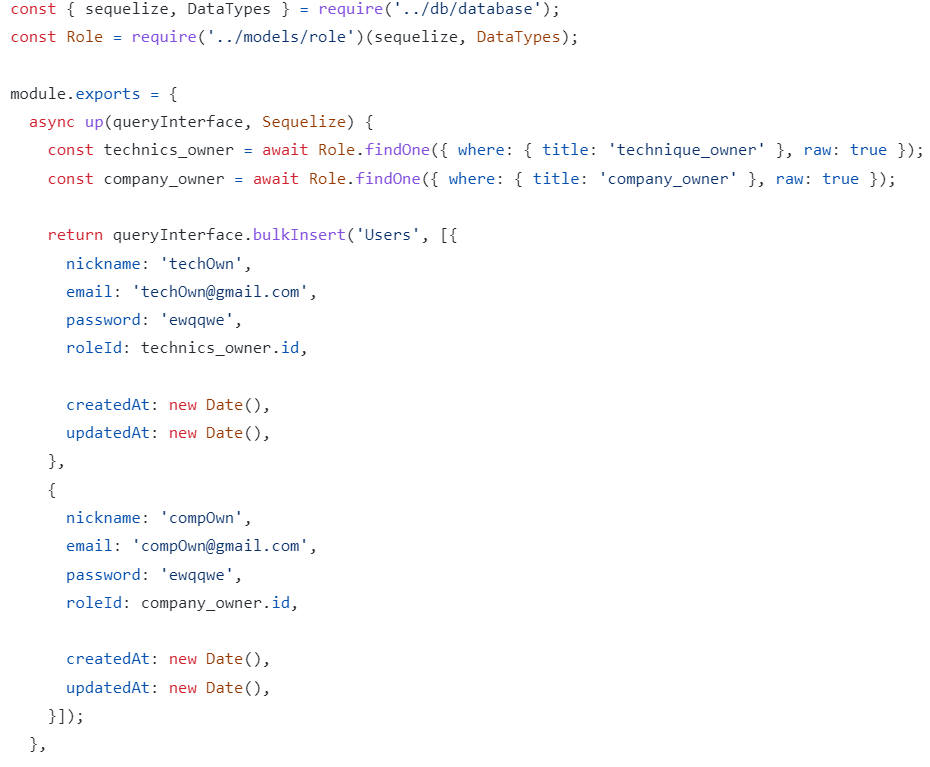 const { sequelize, DataTypes } = require('../db/database');
const Role = require('../models/role')(sequelize, DataTypes);

module.exports = {
  async up(queryInterface, Sequelize) {
    const technics_owner = await Role.findOne({ where: { title: 'technique_owner' }, raw: true });
    const company_owner = await Role.findOne({ where: { title: 'company_owner' }, raw: true });

    return queryInterface.bulkInsert('Users', [{
      nickname: 'techOwn',
      email: 'techOwn@gmail.com',
      password: 'ewqqwe',
      roleId: technics_owner.id,

      createdAt: new Date(),
      updatedAt: new Date(),
    },
    {
      nickname: 'compOwn',
      email: 'compOwn@gmail.com',
      password: 'ewqqwe',
      roleId: company_owner.id,

      createdAt: new Date(),
      updatedAt: new Date(),
    }]);
  },